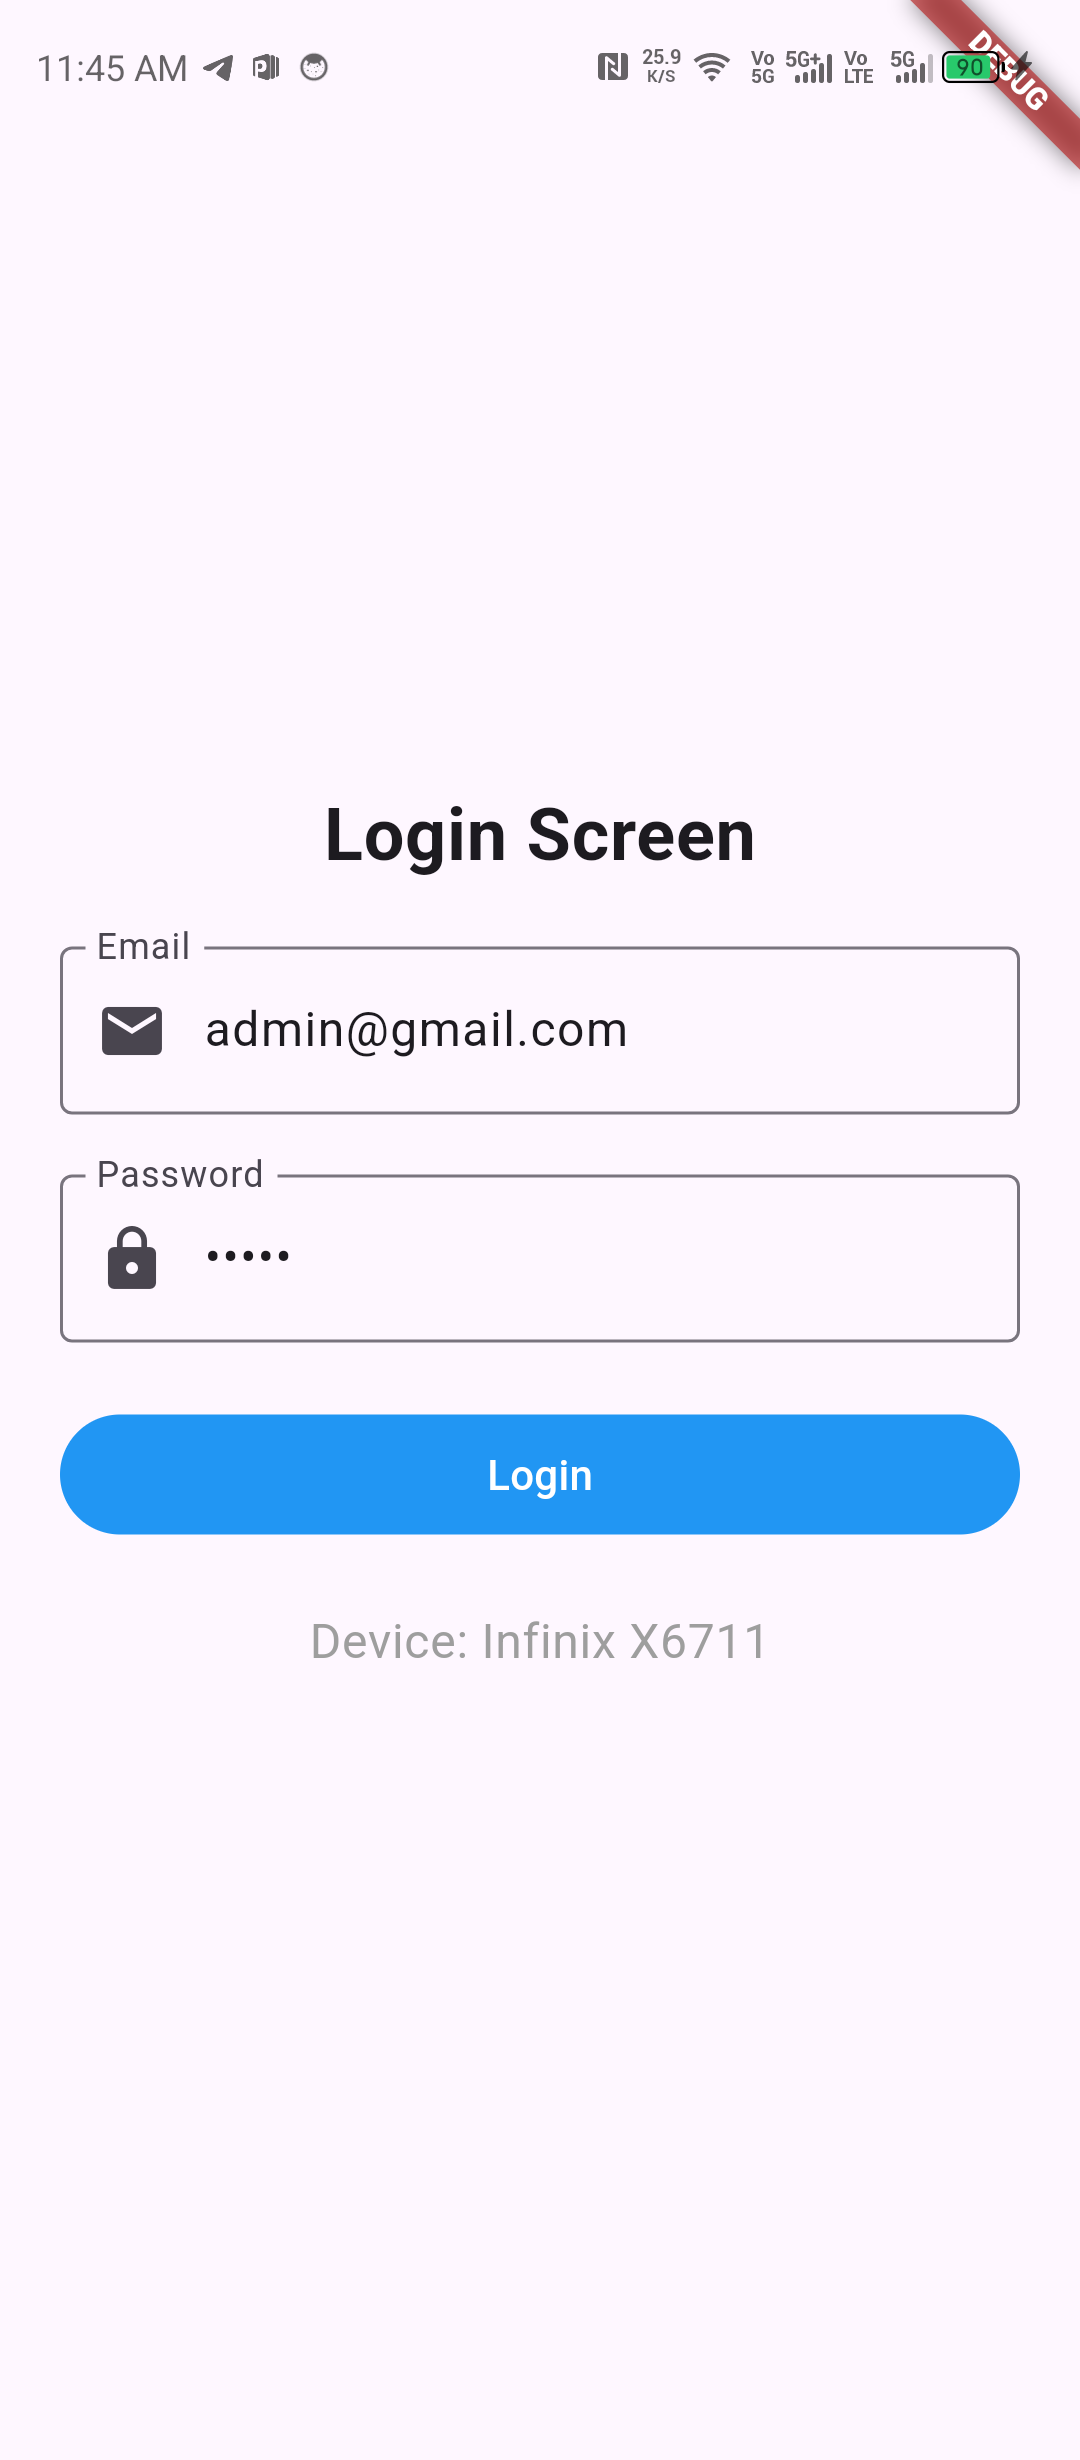 11:45 AM
25.9 K/S
Vo 5G
5G+
Vo LTE
5G
90
DEBUG
Login Screen
Email
admin@gmail.com
Password
•••••
Login
Device: Infinix X6711